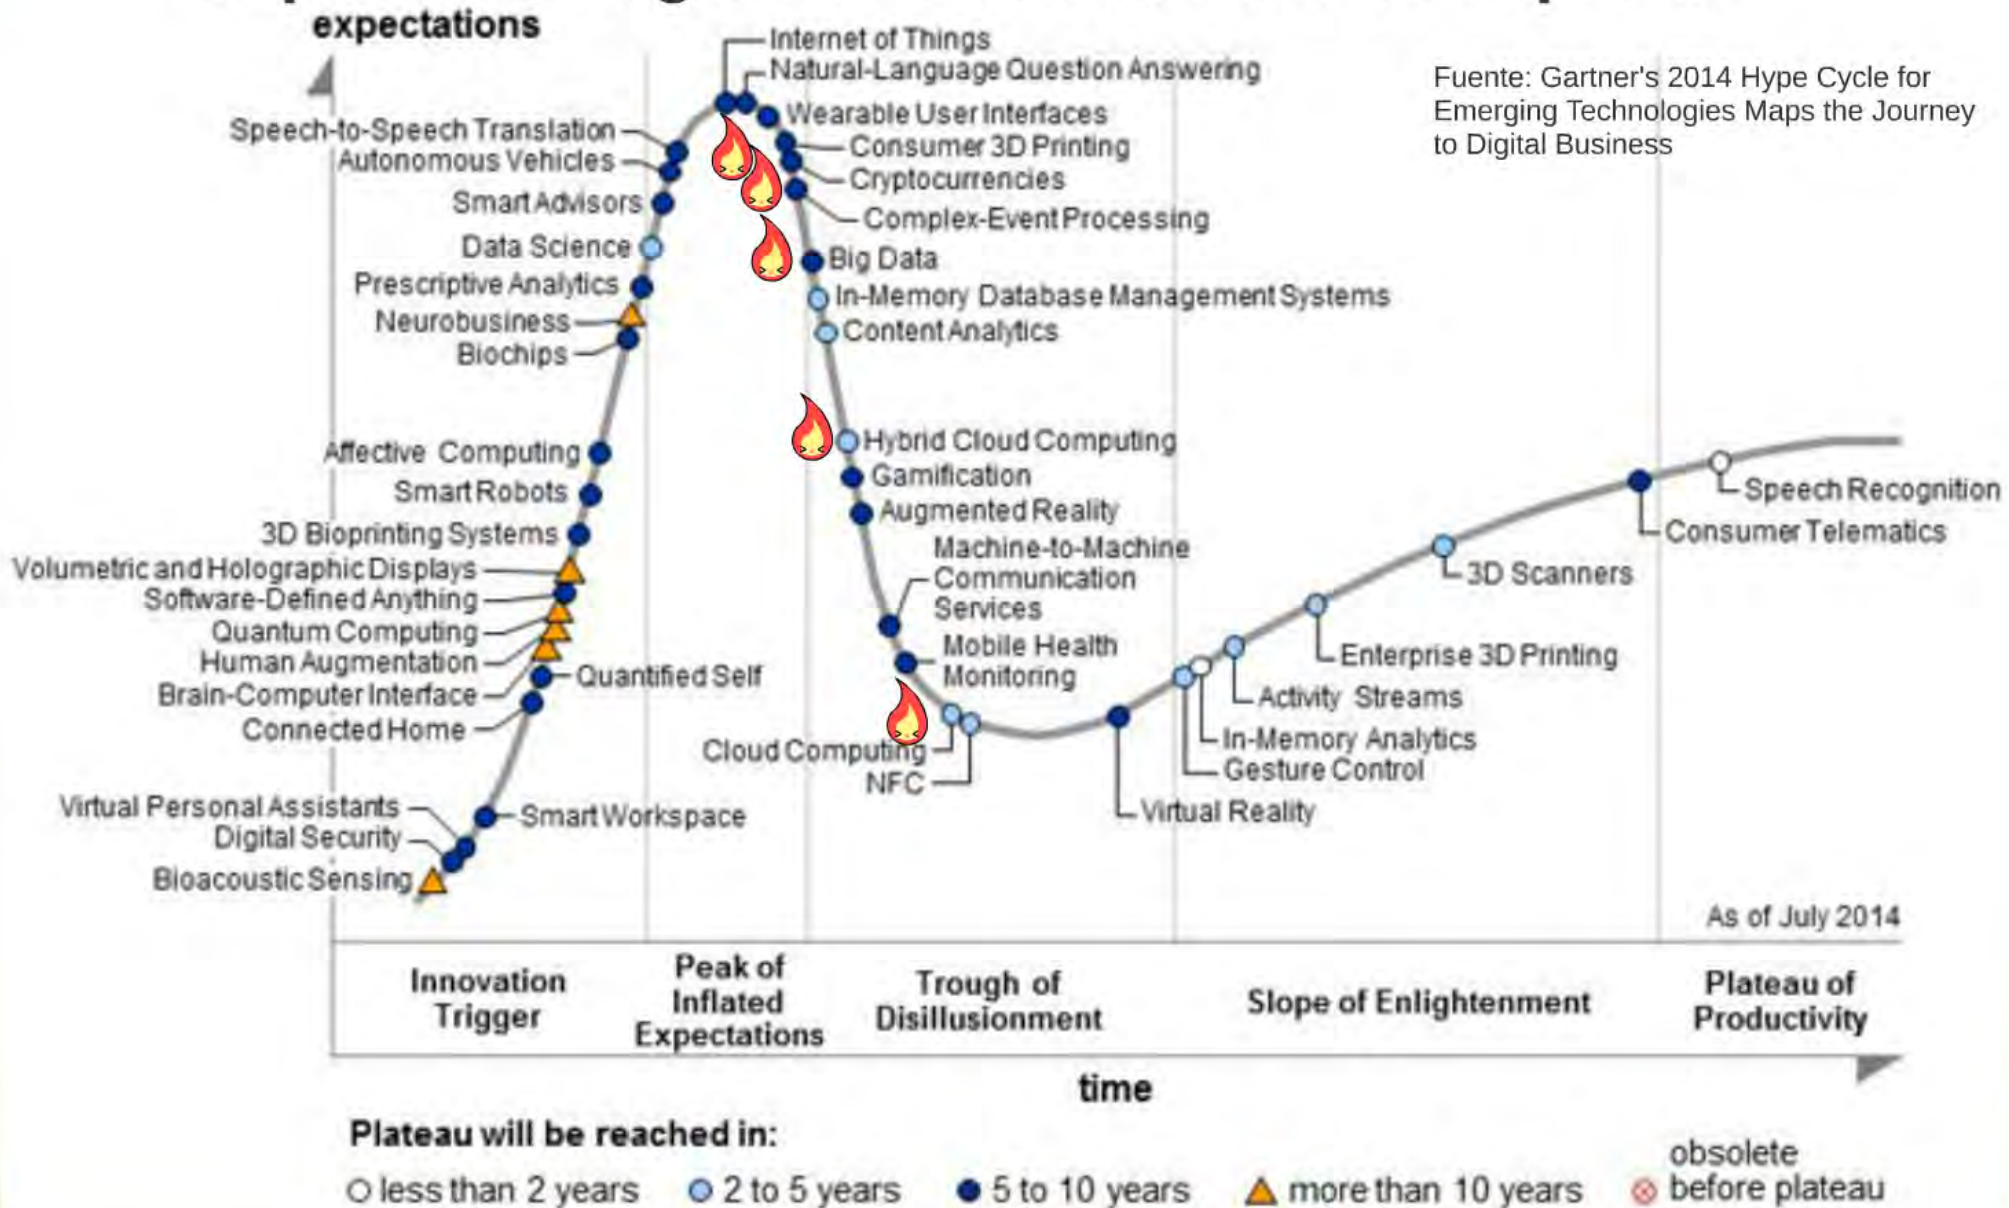 expectations
Internet of Things
Natural-Language Question Answering
Fuente: Gartner's 2014 Hype Cycle for
Emerging Technologies Maps the Journey
to Digital Business
Wearable User Interfaces
Speech-to-Speech Translation
Consumer 3D Printing
Autonomous Vehicles
Cryptocurrencies
Smart Advisors
Complex-Event Processing
Data Science
Big Data
Prescriptive Analytics
In-Memory Database Management Systems
Neurobusiness
Content Analytics
Biochips
Affective Computing
Hybrid Cloud Computing
Gamification
Smart Robots
Speech Recognition
Augmented Reality
3D Bioprinting Systems
Consumer Telematics
Machine-to-Machine
Communication
Services
Volumetric and Holographic Displays
3D Scanners
Software-Defined Anything
Quantum Computing
Mobile Health
Monitoring
Human Augmentation
Enterprise 3D Printing
Quantified Self
Brain-Computer Interface
Activity Streams
Connected Home
Cloud Computing
In-Memory Analytics
Gesture Control
NFC
Virtual Personal Assistants
Smart Workspace
Virtual Reality
Digital Security
Bioacoustic Sensing
As of July 2014
Innovation
Trigger
Peak of
Inflated
Expectations
Trough of
Disillusionment
Slope of Enlightenment
Plateau of
Productivity
time
Plateau will be reached in:
less than 2 years
2 to 5 years
5 to 10 years
more than 10 years
obsolete
before plateau